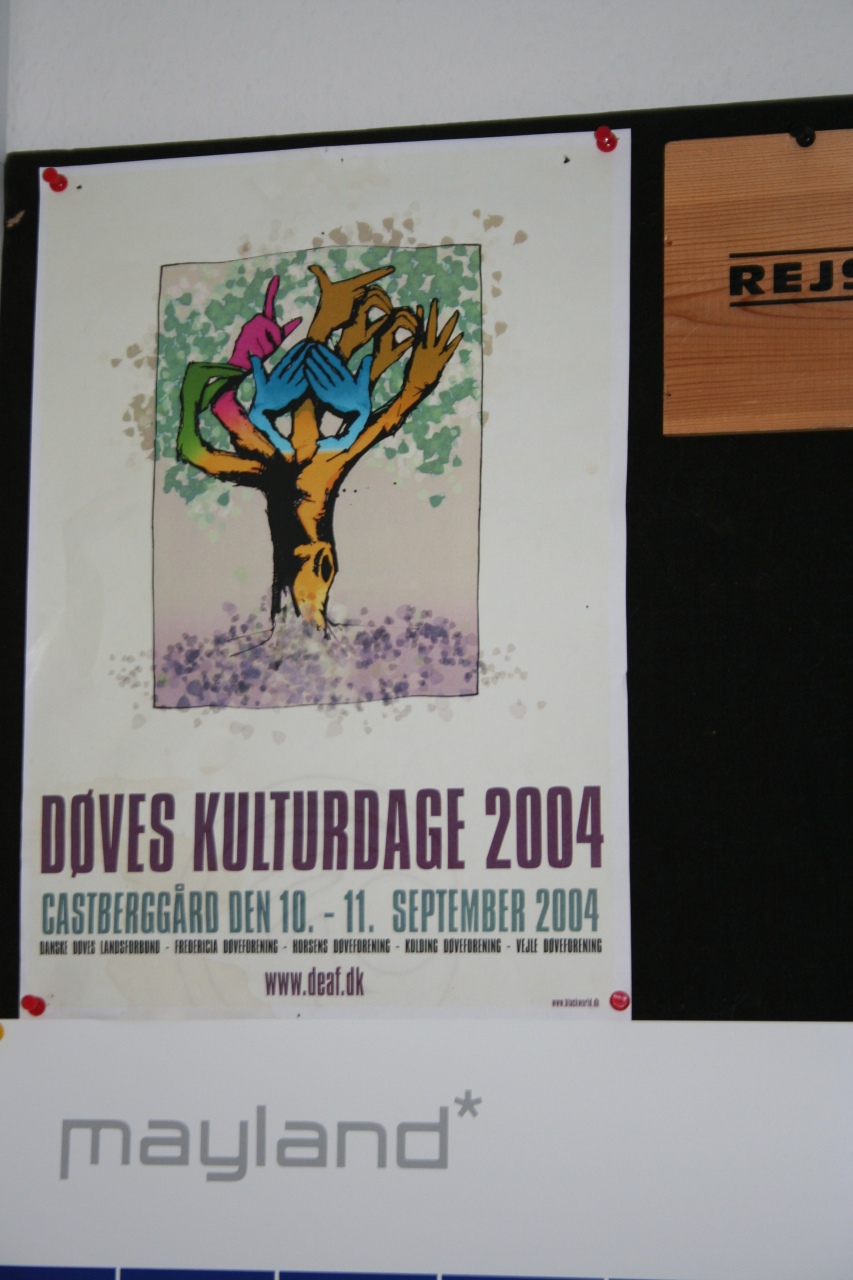 REJS
DØVES KULTURDAGE 2004
CASTBERGGÅRD DEN 10. - 11. SEPTEMBER 2004
DANSKE DØVES LANDSFORBUND - FREDERICIA DØVEFORENING - HORSENS DØVEFORENING - KOLDING DØVEFORENING - VEJLE DØVEFORENING
www.deaf.dk
mayland*